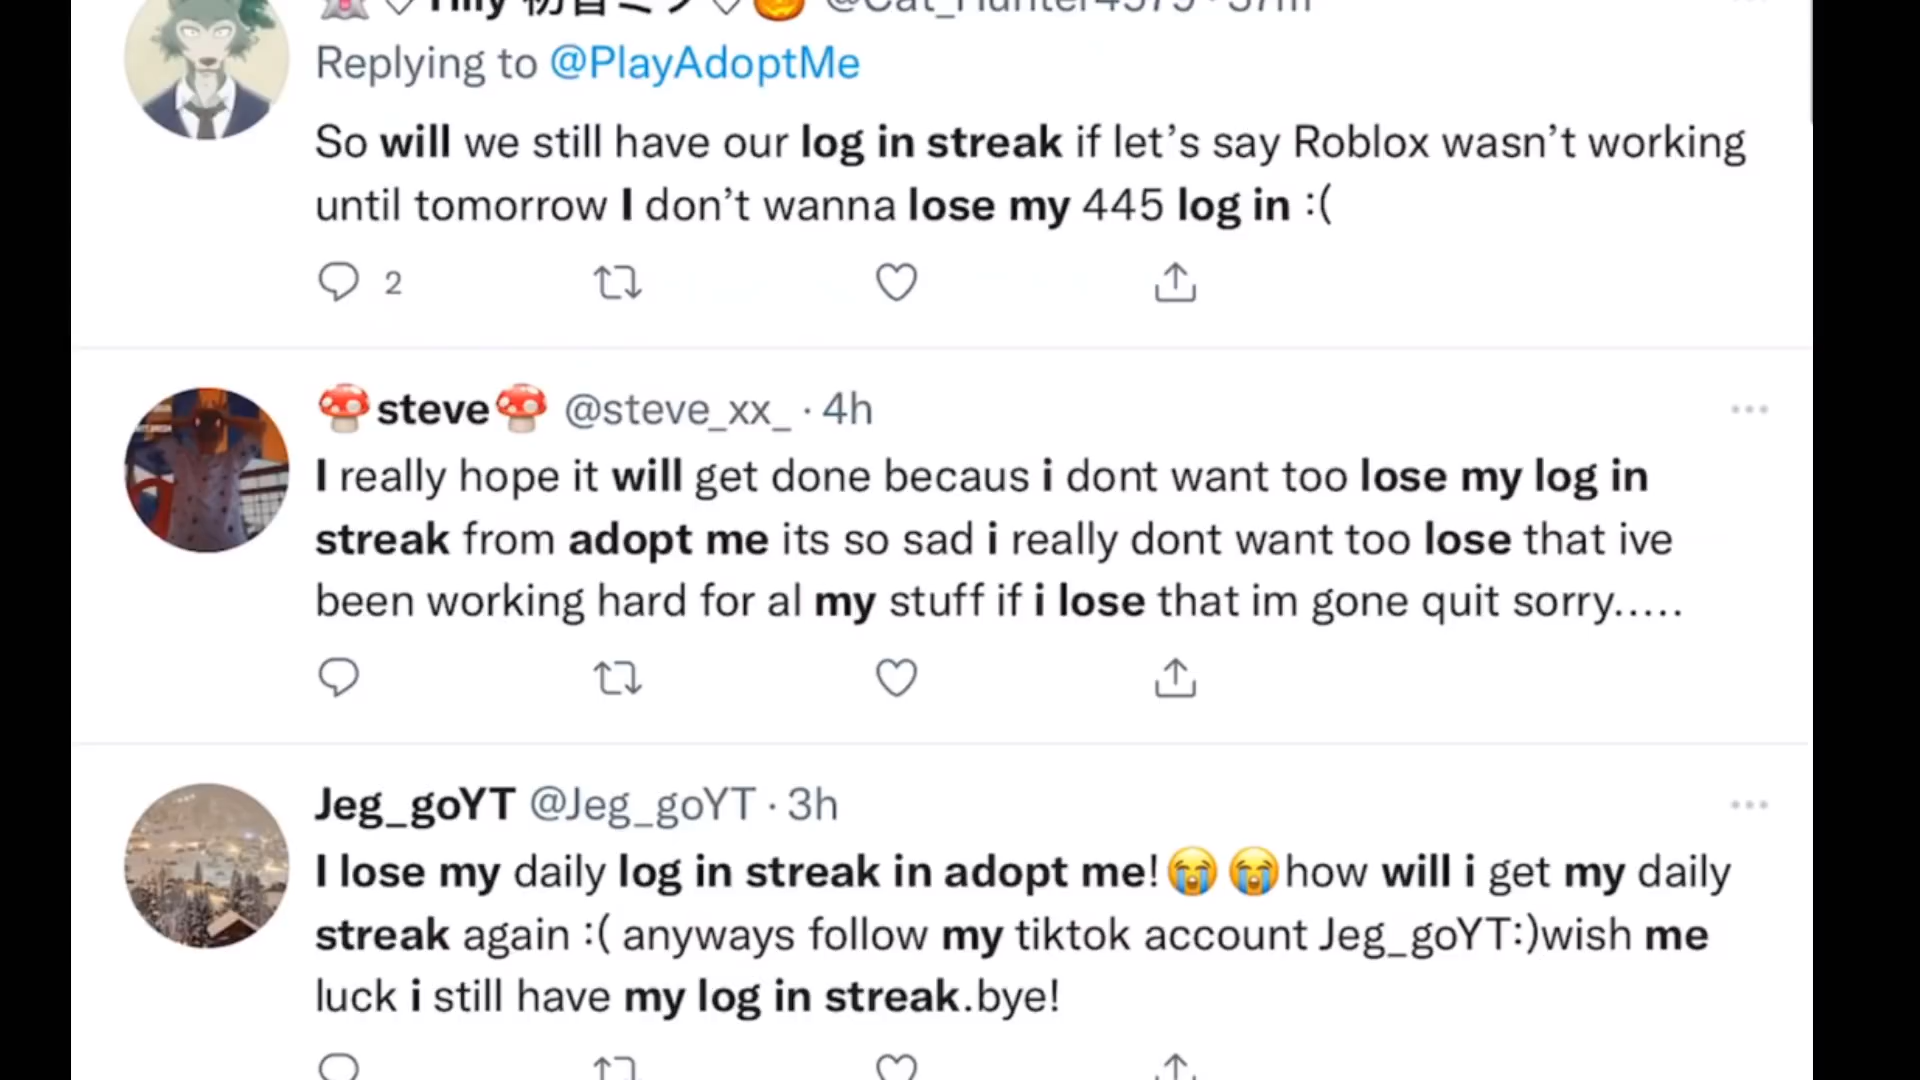 Replying to @PlayAdoptMe
So will we still have our log in streak if let’s say Roblox wasn’t working
until tomorrow I don’t wanna lose my 445 log in :(
2
🍄steve🍄 @steve_xx_ · 4h
I really hope it will get done becaus i dont want too lose my log in
streak from adopt me its so sad i really dont want too lose that ive
been working hard for al my stuff if i lose that im gone quit sorry.....
Jeg_goYT @Jeg_goYT · 3h
I lose my daily log in streak in adopt me!😭😭how will i get my daily
streak again :( anyways follow my tiktok account Jeg_goYT:)wish me
luck i still have my log in streak.bye!